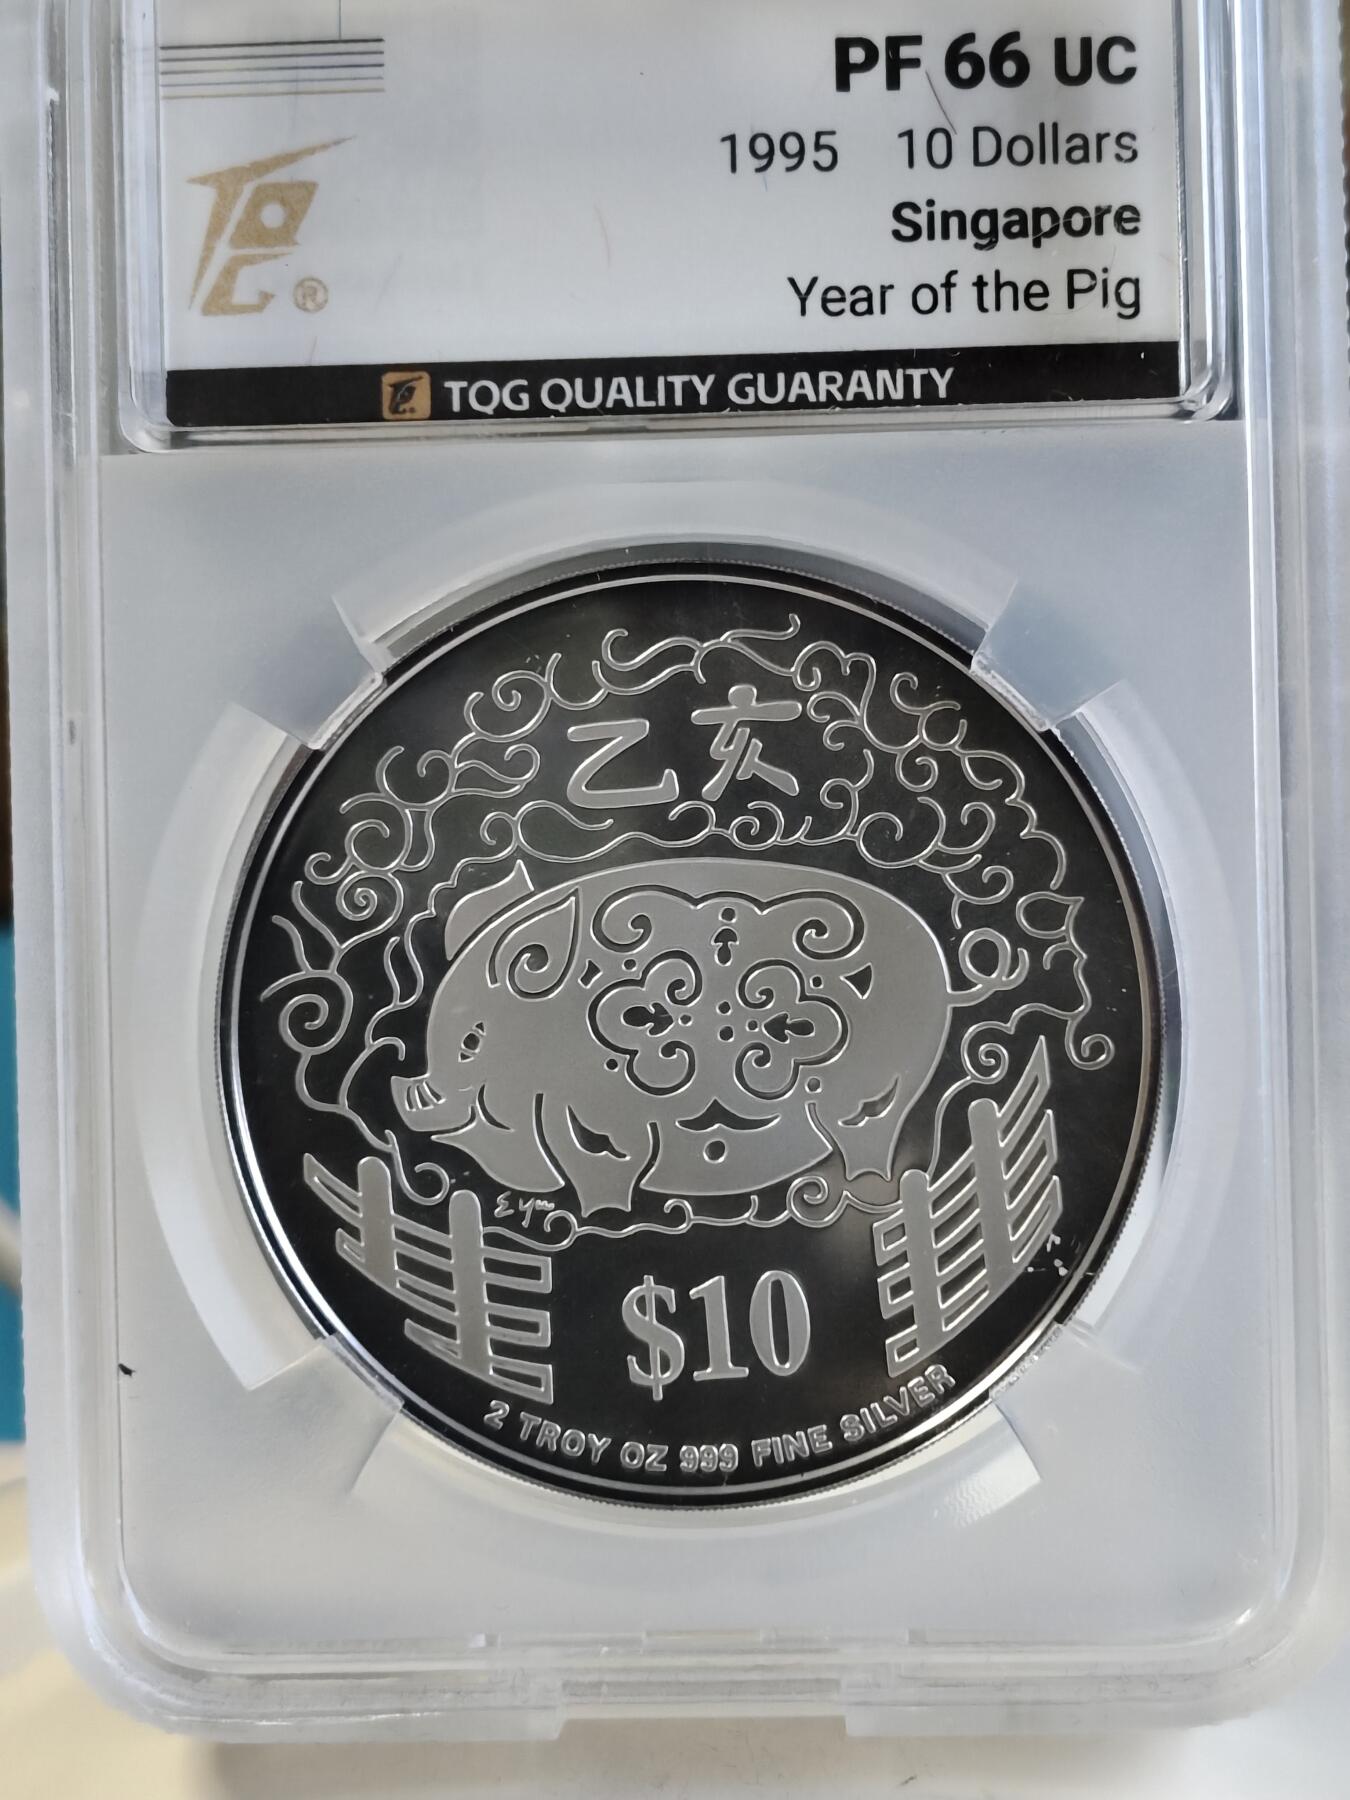 PF 66 UC
1995 10 Dollars
Singapore
Year of the Pig
®
TQG QUALITY GUARANTY
乙亥
$10
2 TROY OZ 999 FINE SILVER